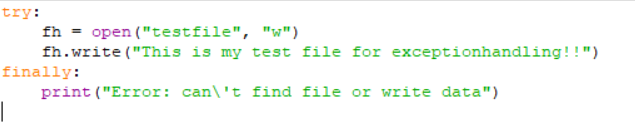 try:
    fh = open("testfile", "w")
    fh.write("This is my test file for exceptionhandling!!")
finally:
    print("Error: can\'t find file or write data")